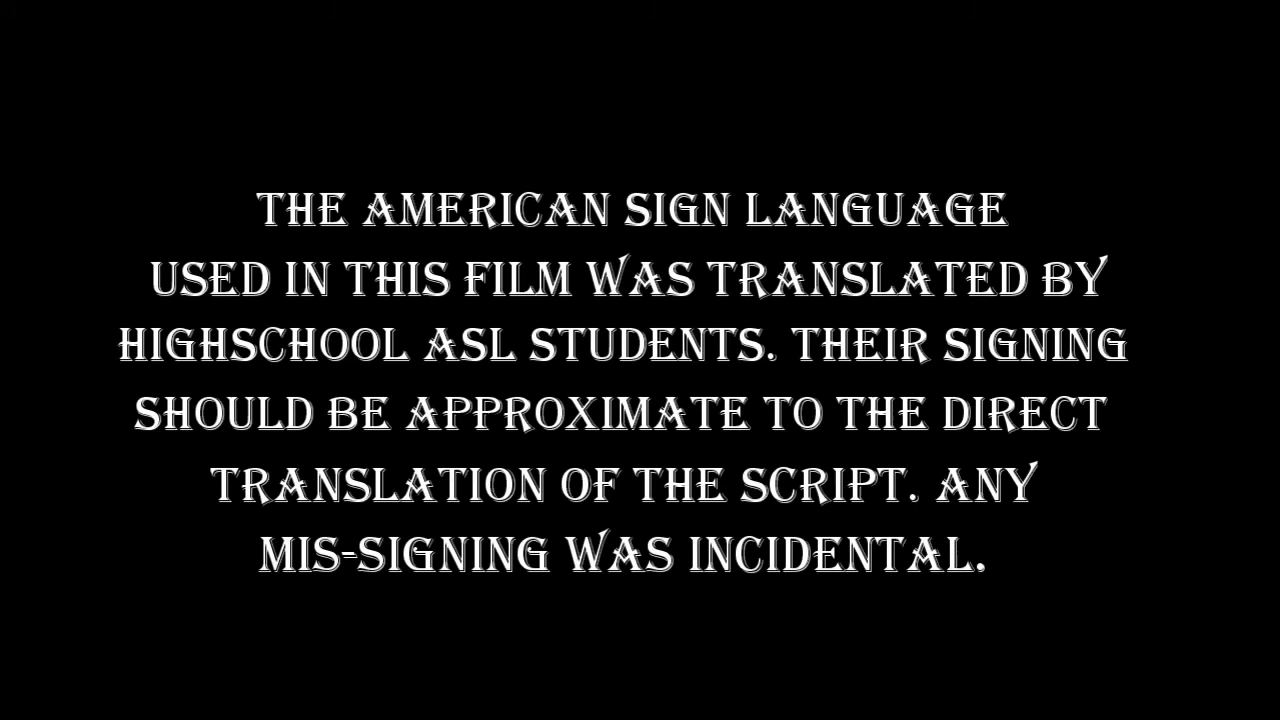 THE AMERICAN SIGN LANGUAGE
USED IN THIS FILM WAS TRANSLATED BY
HIGHSCHOOL ASL STUDENTS. THEIR SIGNING
SHOULD BE APPROXIMATE TO THE DIRECT
TRANSLATION OF THE SCRIPT. ANY
MIS-SIGNING WAS INCIDENTAL.